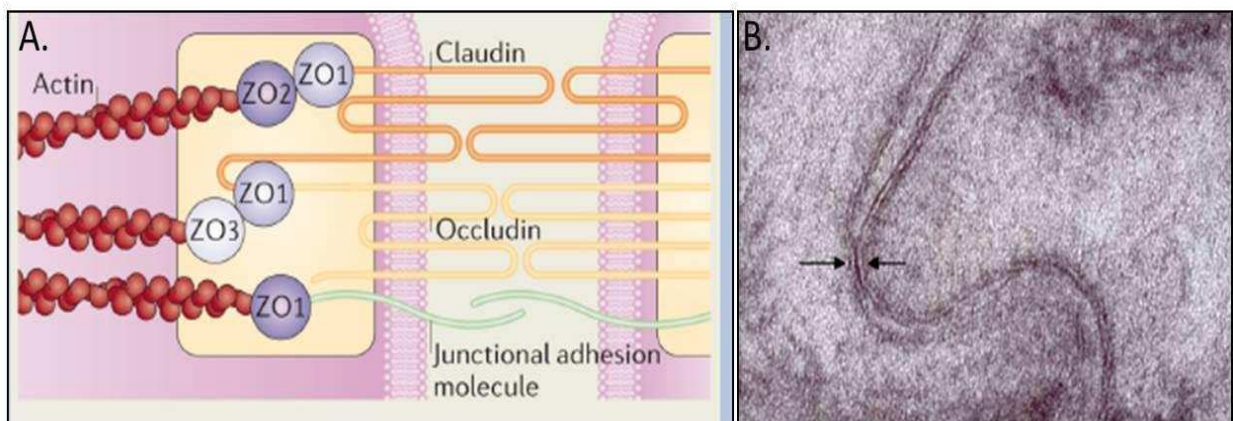 A.
B.
Actin
ZO2
ZO1
Claudin
ZO1
ZO3
Occludin
ZO1
Junctional adhesion
molecule